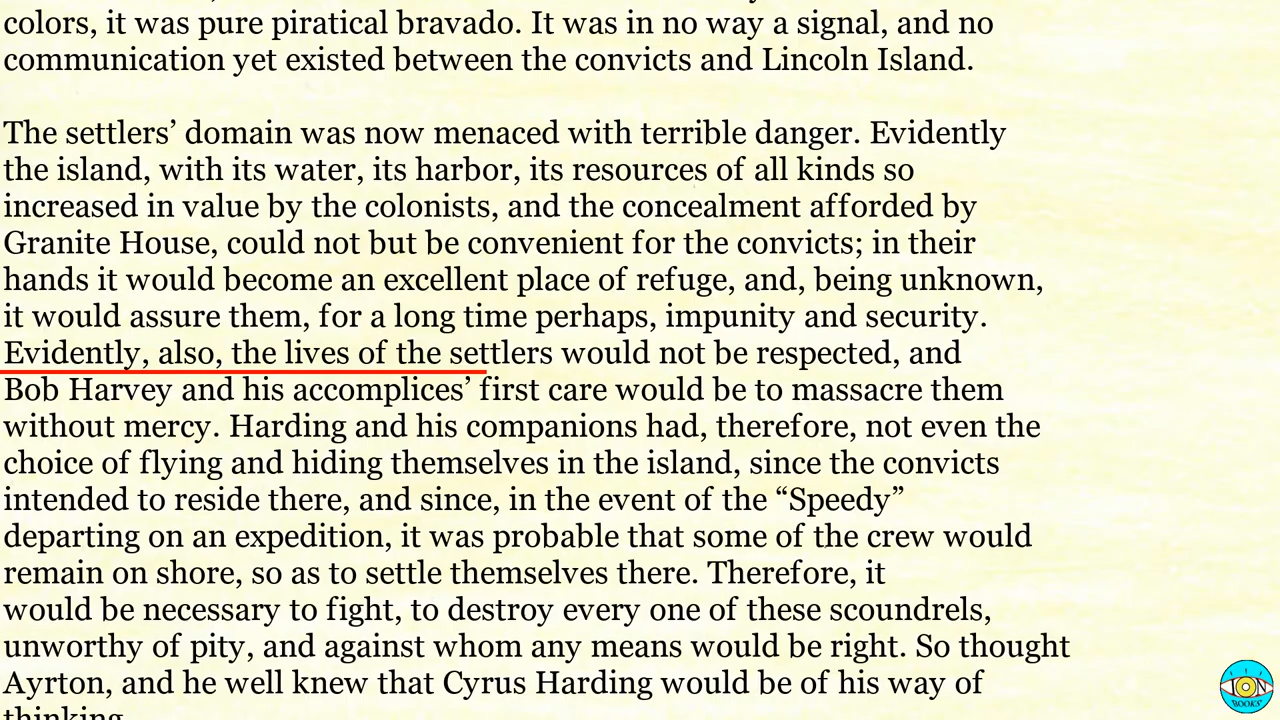 colors, it was pure piratical bravado. It was in no way a signal, and no
communication yet existed between the convicts and Lincoln Island.
The settlers’ domain was now menaced with terrible danger. Evidently
the island, with its water, its harbor, its resources of all kinds so
increased in value by the colonists, and the concealment afforded by
Granite House, could not but be convenient for the convicts; in their
hands it would become an excellent place of refuge, and, being unknown,
it would assure them, for a long time perhaps, impunity and security.
Evidently, also, the lives of the settlers would not be respected, and
Bob Harvey and his accomplices’ first care would be to massacre them
without mercy. Harding and his companions had, therefore, not even the
choice of flying and hiding themselves in the island, since the convicts
intended to reside there, and since, in the event of the “Speedy”
departing on an expedition, it was probable that some of the crew would
remain on shore, so as to settle themselves there. Therefore, it
would be necessary to fight, to destroy every one of these scoundrels,
unworthy of pity, and against whom any means would be right. So thought
Ayrton, and he well knew that Cyrus Harding would be of his way of
thinking.
ION
BOOKS